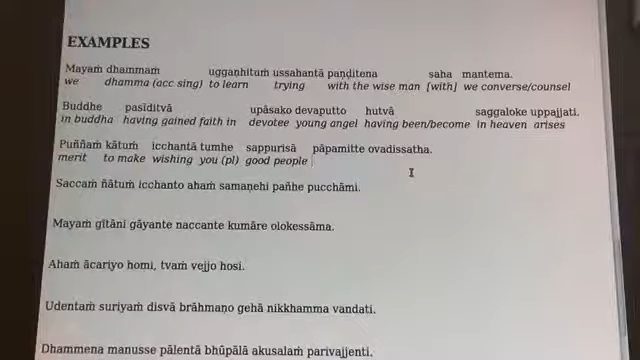 EXAMPLES
Mayaṁ dhammaṁ uggaṇhituṁ ussahantā paṇḍitena saha mantema.
we dhamma (acc sing) to learn trying with the wise man [with] we converse/counsel
Buddhe pasīditvā upāsako devaputto hutvā saggaloke uppajjati.
in buddha having gained faith in devotee young angel having been/become in heaven arises
Puññaṁ kātuṁ icchantā tumhe sappurisā pāpamitte ovadissatha.
merit to make wishing you (pl) good people
Saccaṁ ñātuṁ icchanto ahaṁ samaṇehi pañhe pucchāmi.
Mayaṁ gītāni gāyante naccante kumāre olokessāma.
Ahaṁ ācariyo homi, tvaṁ vejjo hosi.
Udentaṁ suriyaṁ disvā brāhmaṇo gehā nikkhamma vandati.
Dhammena manusse pālentā bhūpālā akusalaṁ parivajjenti.